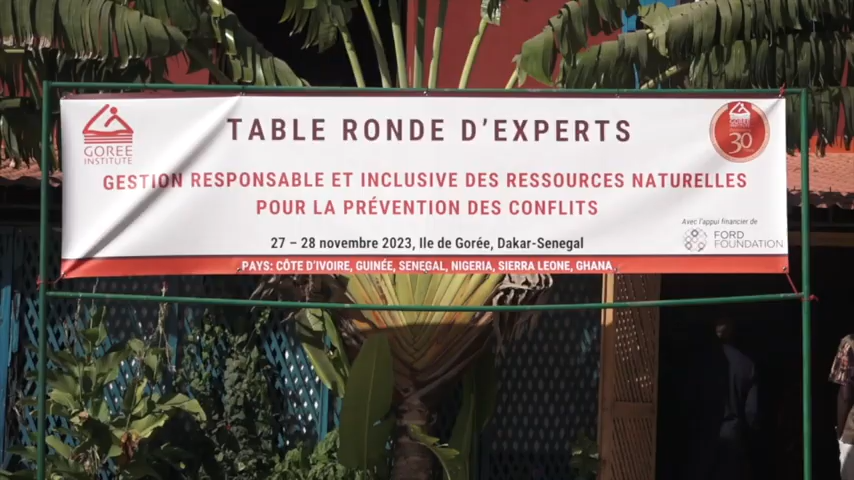 GOREE
INSTITUTE
TABLE RONDE D'EXPERTS
30
GESTION RESPONSABLE ET INCLUSIVE DES RESSOURCES NATURELLES
POUR LA PRÉVENTION DES CONFLITS
Avec l'appui financier de
FORD
FOUNDATION
27 – 28 novembre 2023, Ile de Gorée, Dakar-Senegal
PAYS: CÔTE D'IVOIRE, GUINÉE, SENEGAL, NIGERIA, SIERRA LEONE, GHANA